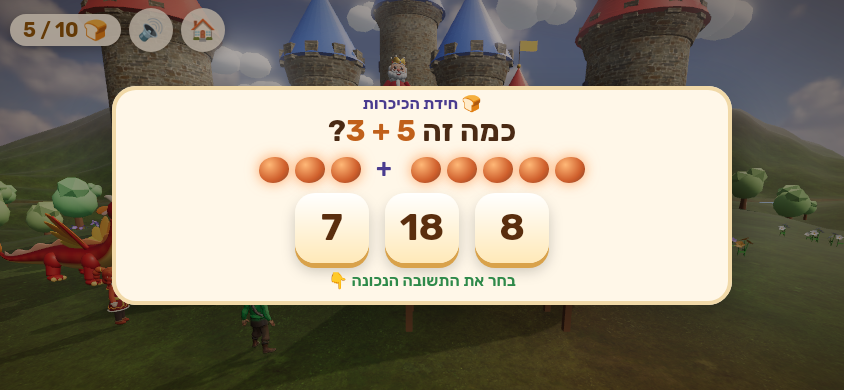 5 / 10 🍞
🍞 חידת הכיכרות
כמה זה 5 + 3?
+
7 18 8
בחר את התשובה הנכונה 👇